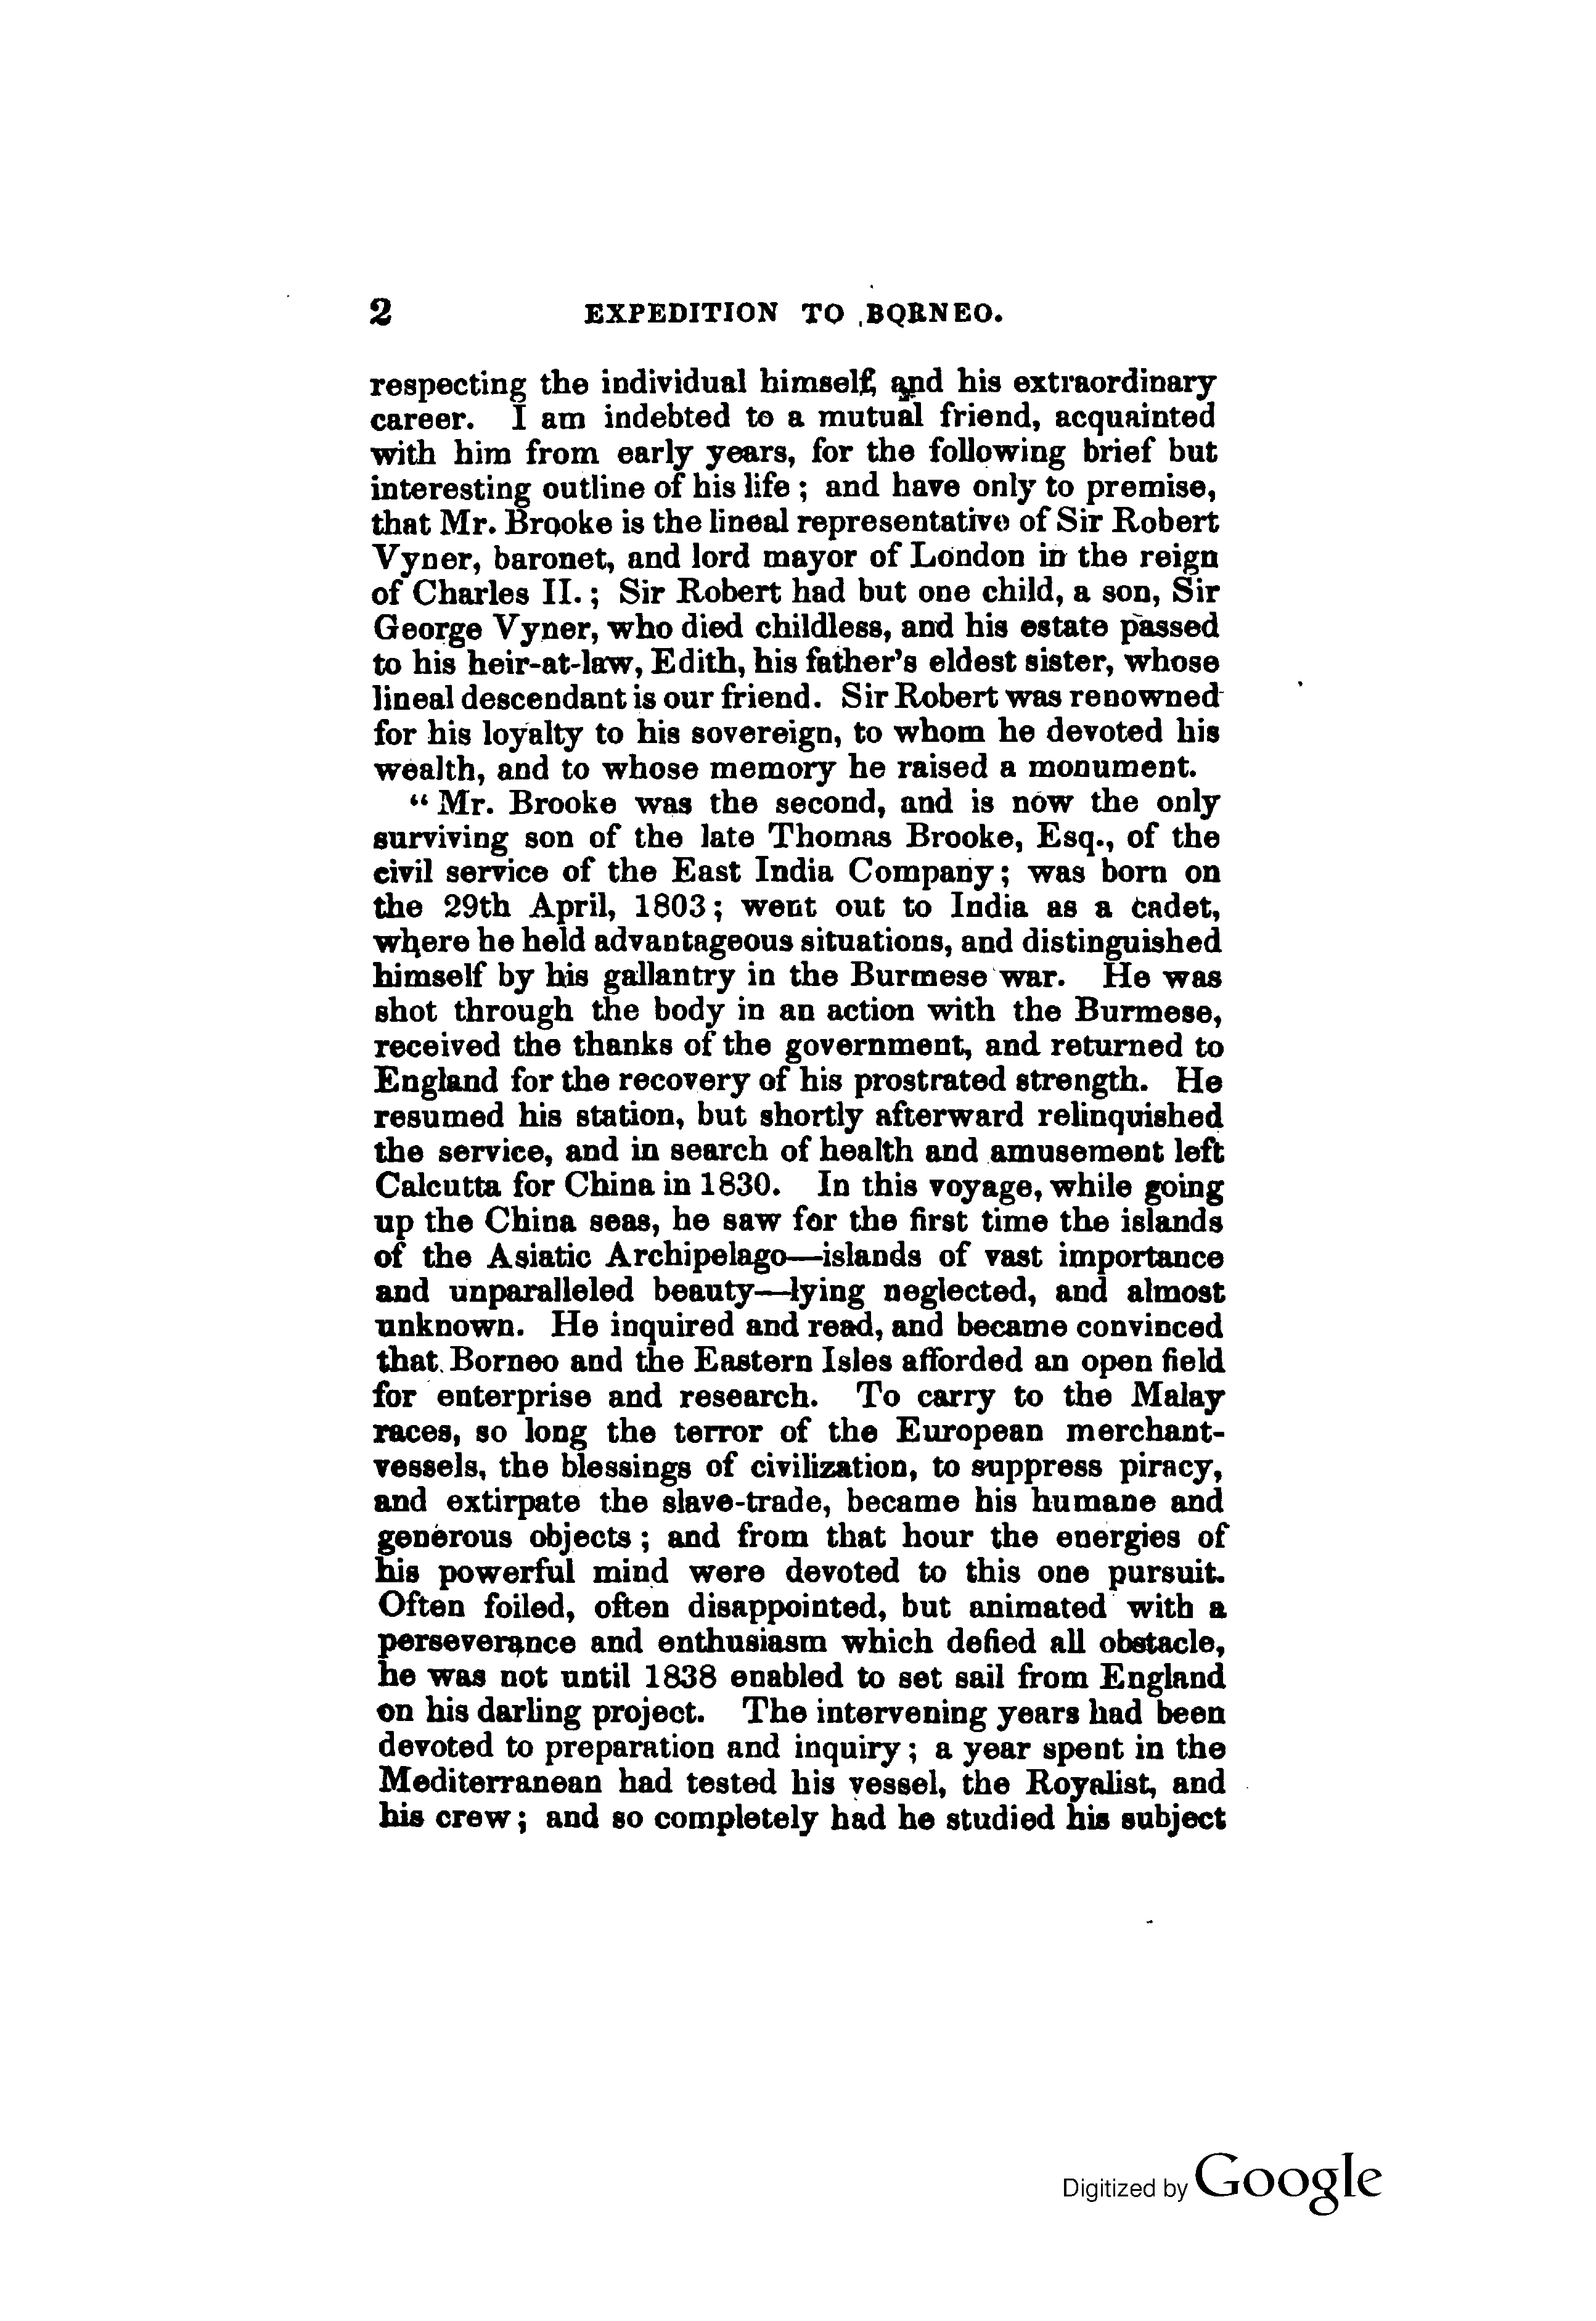 2 EXPEDITION TO BORNEO.
respecting the individual himself, and his extraordinary
career. I am indebted to a mutual friend, acquainted
with him from early years, for the following brief but
interesting outline of his life; and have only to premise,
that Mr. Brooke is the lineal representative of Sir Robert
Vyner, baronet, and lord mayor of London in the reign
of Charles II.; Sir Robert had but one child, a son, Sir
George Vyner, who died childless, and his estate passed
to his heir-at-law, Edith, his father's eldest sister, whose
lineal descendant is our friend. Sir Robert was renowned
for his loyalty to his sovereign, to whom he devoted his
wealth, and to whose memory he raised a monument.
"Mr. Brooke was the second, and is now the only
surviving son of the late Thomas Brooke, Esq., of the
civil service of the East India Company; was born on
the 29th April, 1803; went out to India as a cadet,
where he held advantageous situations, and distinguished
himself by his gallantry in the Burmese war. He was
shot through the body in an action with the Burmese,
received the thanks of the government, and returned to
England for the recovery of his prostrated strength. He
resumed his station, but shortly afterward relinquished
the service, and in search of health and amusement left
Calcutta for China in 1830. In this voyage, while going
up the China seas, he saw for the first time the islands
of the Asiatic Archipelago—islands of vast importance
and unparalleled beauty—lying neglected, and almost
unknown. He inquired and read, and became convinced
that Borneo and the Eastern Isles afforded an open field
for enterprise and research. To carry to the Malay
races, so long the terror of the European merchant-
vessels, the blessings of civilization, to suppress piracy,
and extirpate the slave-trade, became his humane and
generous objects; and from that hour the energies of
his powerful mind were devoted to this one pursuit.
Often foiled, often disappointed, but animated with a
perseverance and enthusiasm which defied all obstacle,
he was not until 1838 enabled to set sail from England
on his darling project. The intervening years had been
devoted to preparation and inquiry; a year spent in the
Mediterranean had tested his vessel, the Royalist, and
his crew; and so completely had he studied his subject
Digitized by Google